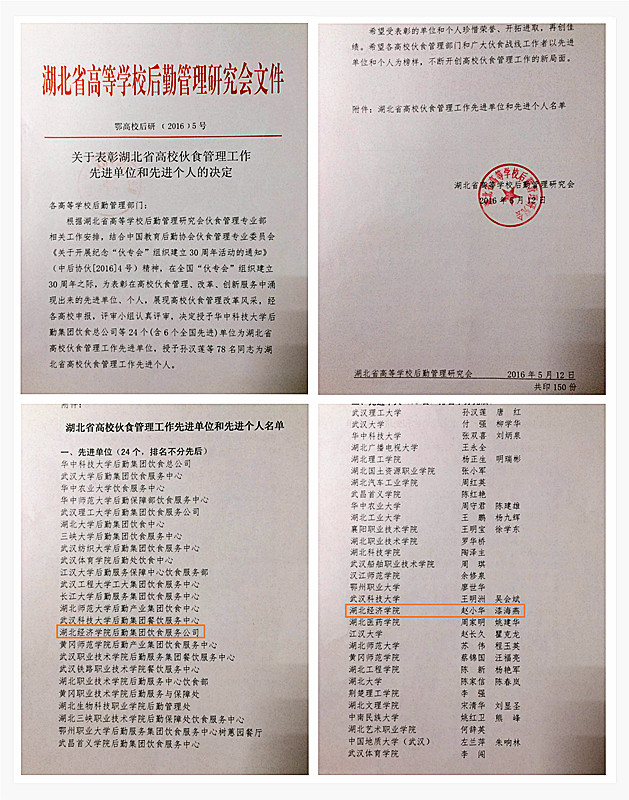 湖北省高等学校后勤管理研究会文件
鄂高校后研（2016）5号
关于表彰湖北省高校伙食管理工作
先进单位和先进个人的决定
各高等学校后勤管理部门：
根据湖北省高等学校后勤管理研究会伙食管理专业部
相关工作安排，结合中国教育后勤协会伙食管理专业委员会
《关于开展纪念“伙专会”组织建立30周年活动的通知》
（中后协伙[2016]4号）精神，在全国“伙专会”组织建立
30周年之际，为表彰在高校伙食管理、改革、创新服务中涌
现出来的先进单位、个人，展现高校伙食管理改革风采，经
各高校申报，评审小组认真评审，决定授予华中科技大学后
勤集团饮食总公司等24个(含6个全国先进)单位为湖北省
高校伙食管理工作先进单位，授予孙汉莲等78名同志为湖
北省高校伙食管理工作先进个人。
希望受表彰的单位和个人珍惜荣誉、开拓进取，再创佳
绩。希望各高校伙食管理部门和广大伙食战线工作者以先进
单位和个人为榜样，不断开创高校伙食管理工作的新局面。
附件：湖北省高校伙食管理工作先进单位和先进个人名单
湖北省高等学校后勤管理研究会
2016年5月12日
湖北省高等学校后勤管理研究会 2016年5月12日
共印150份
附件：
湖北省高校伙食管理工作先进单位和先进个人名单
一、先进单位（24个，排名不分先后）
华中科技大学后勤集团饮食总公司
武汉大学后勤集团饮食服务中心
华中农业大学饮食服务中心
华中师范大学后勤保障部饮食服务中心
武汉理工大学后勤集团饮食服务公司
湖北大学后勤集团饮食中心
三峡大学后勤集团饮食服务中心
武汉纺织大学后勤集团饮食服务中心
武汉体育学院后勤处饮食中心
江汉大学后勤服务保障中心饮食服务部
武汉工程大学工大集团饮食服务中心
长江大学后勤集团饮食服务中心
湖北师范大学后勤产业集团饮食中心
武汉科技大学后勤集团餐饮服务中心
湖北经济学院后勤集团饮食服务公司
黄冈师范学院后勤产业集团饮食服务中心
武汉职业技术学院后勤服务集团餐饮服务中心
武汉铁路职业技术学院餐饮服务中心
湖北职业技术学院后勤服务中心饮食部
黄冈职业技术学院后勤服务与保障处
湖北生物科技职业学院后勤管理处
湖北三峡职业技术学院后勤保障处饮食服务中心
鄂州职业大学后勤服务集团饮食服务中心树蕙园餐厅
武昌首义学院后勤集团饮食服务中心
武汉理工大学 孙汉莲 唐红
武汉大学 付强 柳学华
华中科技大学 张双喜 刘炳泉
湖北广播电视大学 王永全
湖北理工学院 杨正生 明瑞彬
湖北国土资源职业学院 张小军
湖北汽车工业学院 周红英
武昌首义学院 陈红艳
华中农业大学 周守君 陈建雄
湖北工业大学 王鹏 杨九辉
襄阳职业技术学院 王明宝 徐学东
湖北职业技术学院 罗华桥
湖北科技学院 陶泽主
武汉船舶职业技术学院 周琪
汉江师范学院 余修泉
鄂州职业大学 廖世华
武汉科技大学 王明洲 吴会斌
湖北经济学院 赵小华 漆海燕
湖北医药学院 周家明 姚建华
江汉大学 赵长久 瞿克龙
湖北师范大学 苏伟 程玉英
黄冈师范学院 蔡锦国 汪福亮
湖北工程学院 陈新 杨艳军
湖北大学 陈家信 陈春岚
荆楚理工学院 李强
湖北文理学院 宋清华 刘显圣
中南民族大学 姚红卫 熊峰
湖北艺术职业学院 何辞英
中国地质大学（武汉） 左兰萍 朱响林
武汉体育学院 李闯